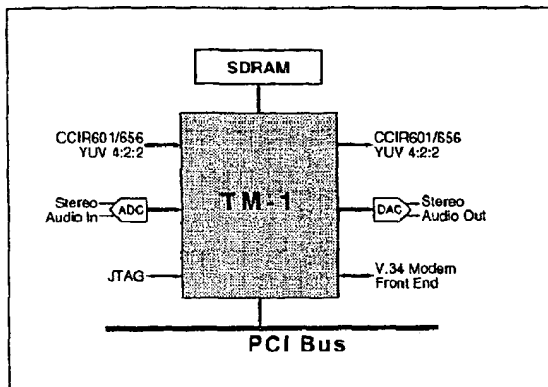 SDRAM
CCIR601/656
YUV 4:2:2
CCIR601/656
YUV 4:2:2
TM-1
Stereo
Audio In
ADC
DAC
Stereo
Audio Out
JTAG
V.34 Modem
Front End
PCI Bus